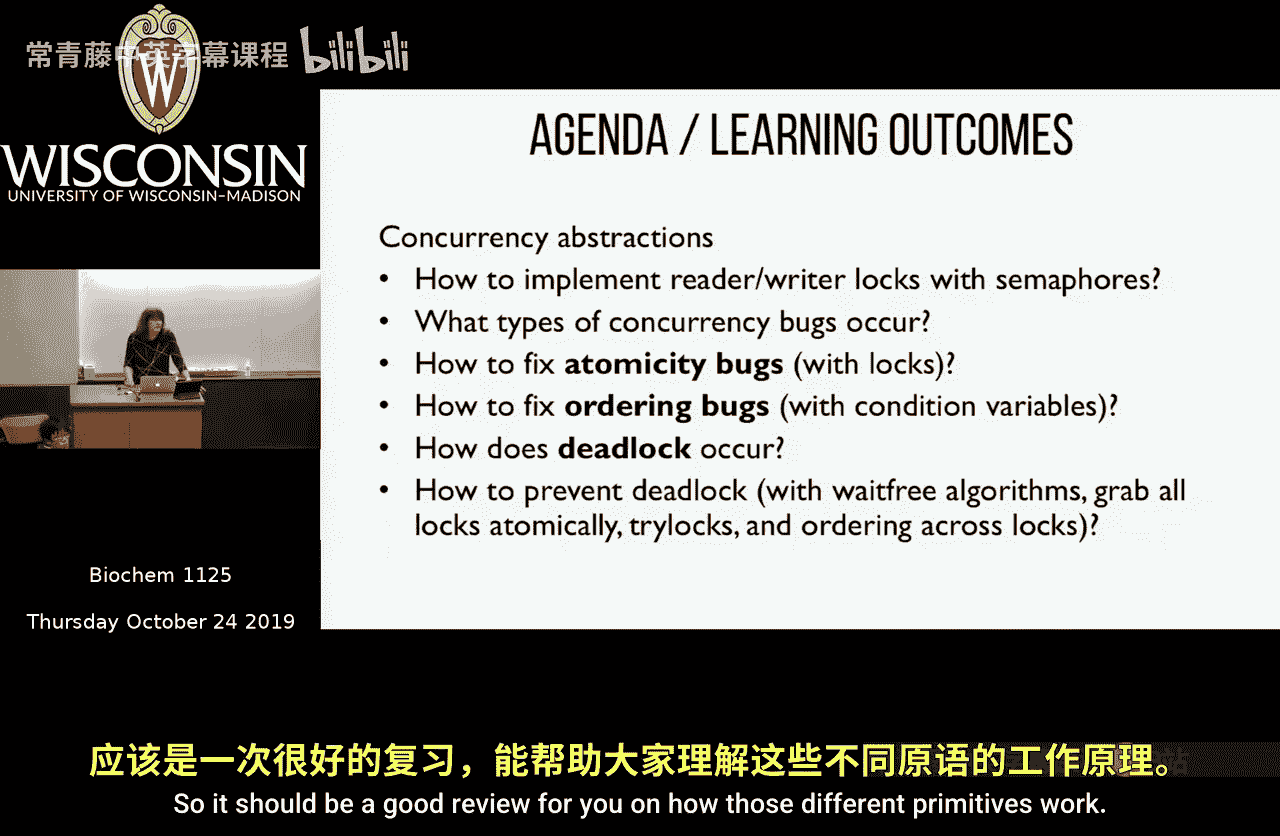 常青藤中英字幕课程 bilibili
W
WISCONSIN
UNIVERSITY OF WISCONSIN-MADISON
AGENDA / LEARNING OUTCOMES
Concurrency abstractions
• How to implement reader/writer locks with semaphores?
• What types of concurrency bugs occur?
• How to fix atomicity bugs (with locks)?
• How to fix ordering bugs (with condition variables)?
• How does deadlock occur?
• How to prevent deadlock (with waitfree algorithms, grab all
locks atomically, trylocks, and ordering across locks)?
Biochem 1125
Thursday October 24 2019
应该是一次很好的复习，能帮助大家理解这些不同原语的工作原理。
So it should be a good review for you on how those different primitives work.